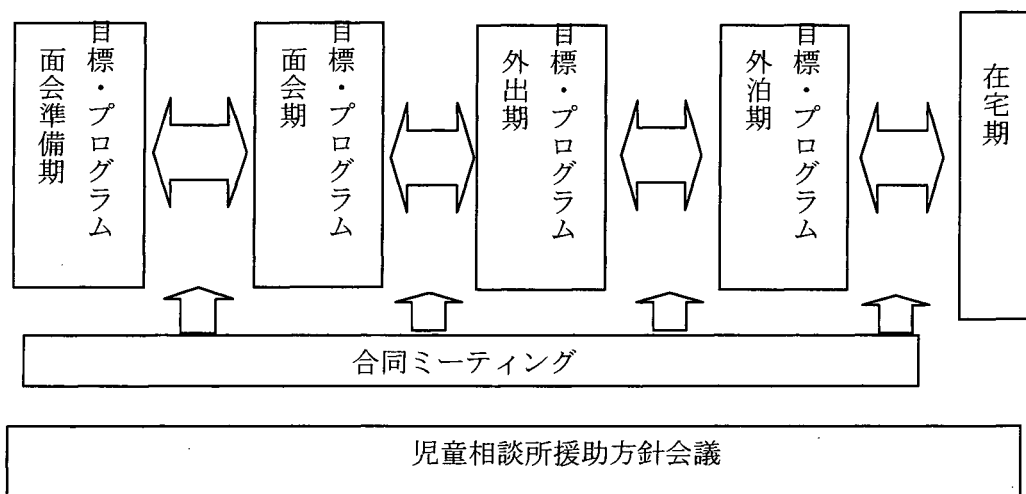 目標・プログラム
面会準備期
目標・プログラム
面会期
目標・プログラム
外出期
目標・プログラム
外泊期
在宅期
合同ミーティング
児童相談所援助方針会議